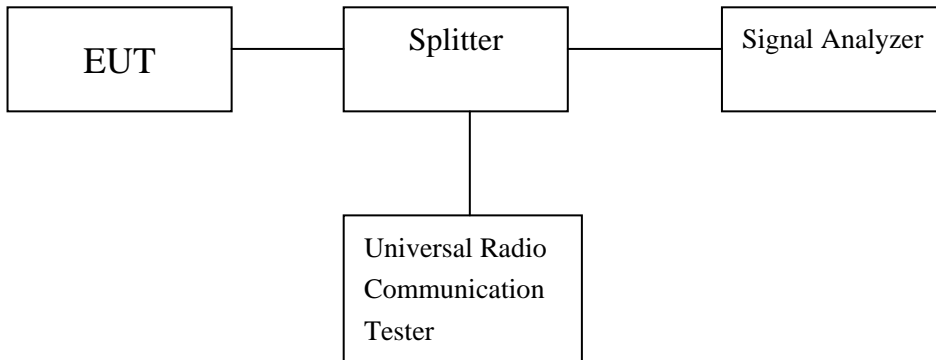 EUT
Splitter
Signal Analyzer
Universal Radio
Communication
Tester